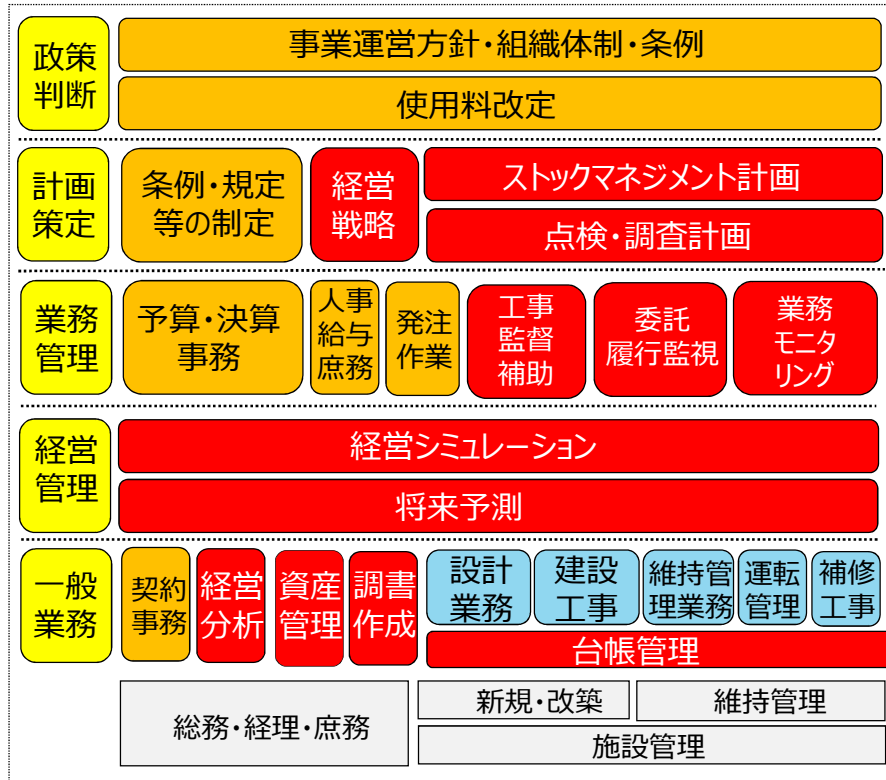 政策
判断
事業運営方針・組織体制・条例
使用料改定
計画
策定
条例・規定
等の制定
経営
戦略
ストックマネジメント計画
点検・調査計画
業務
管理
予算・決算
事務
人事
給与
庶務
発注
作業
工事
監督
補助
委託
履行監視
業務
モニタ
リング
経営
管理
経営シミュレーション
将来予測
一般
業務
契約
事務
経営
分析
資産
管理
調書
作成
設計
業務
建設
工事
維持管
理業務
運転
管理
補修
工事
台帳管理
総務・経理・庶務
新規・改築
維持管理
施設管理